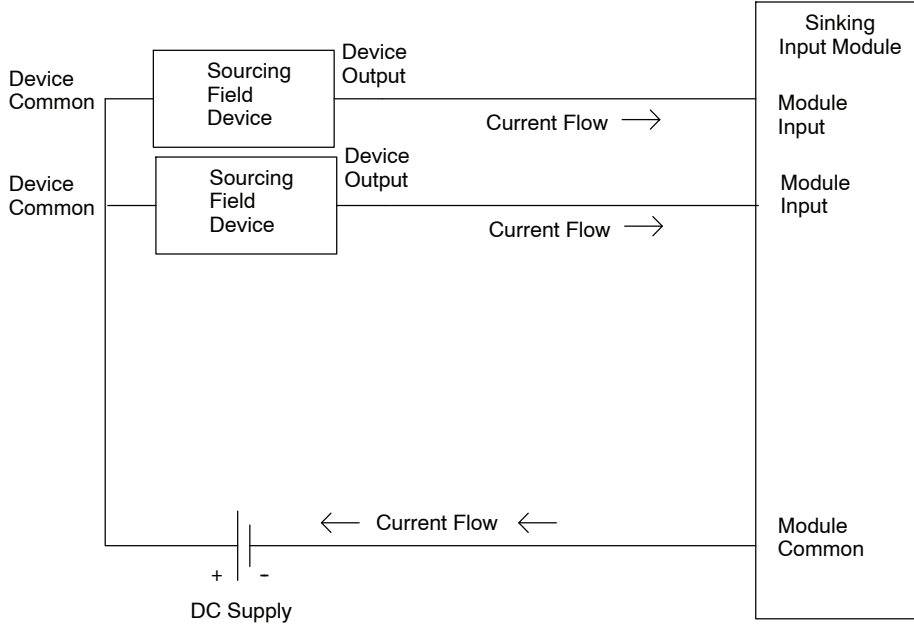 Sinking
Input Module
Device
Common
Sourcing
Field
Device
Device
Output
Current Flow
Module
Input
Device
Common
Sourcing
Field
Device
Device
Output
Current Flow
Module
Input
Current Flow
Module
Common
+ -
DC Supply